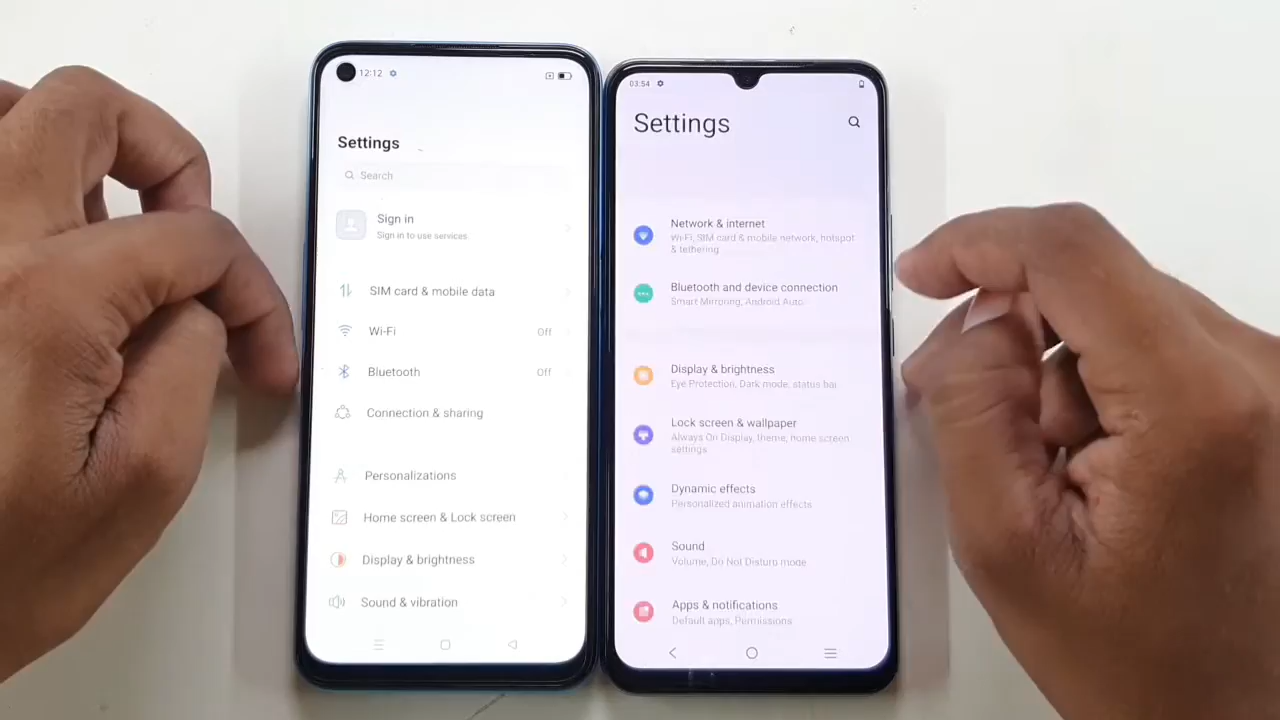 12:12
Settings
Search
Sign in
Sign in to use services
SIM card & mobile data
Wi-Fi
Off
Bluetooth
Off
Connection & sharing
Personalizations
Home screen & Lock screen
Display & brightness
Sound & vibration
03:54
Settings
Network & internet
Wi-Fi, SIM card & mobile network, hotspot
& tethering
Bluetooth and device connection
Smart Mirroring, Android Auto
Display & brightness
Eye Protection, Dark mode, status bar
Lock screen & wallpaper
Always On Display, theme, home screen
settings
Dynamic effects
Personalized animation effects
Sound
Volume, Do Not Disturb mode
Apps & notifications
Default apps, Permissions